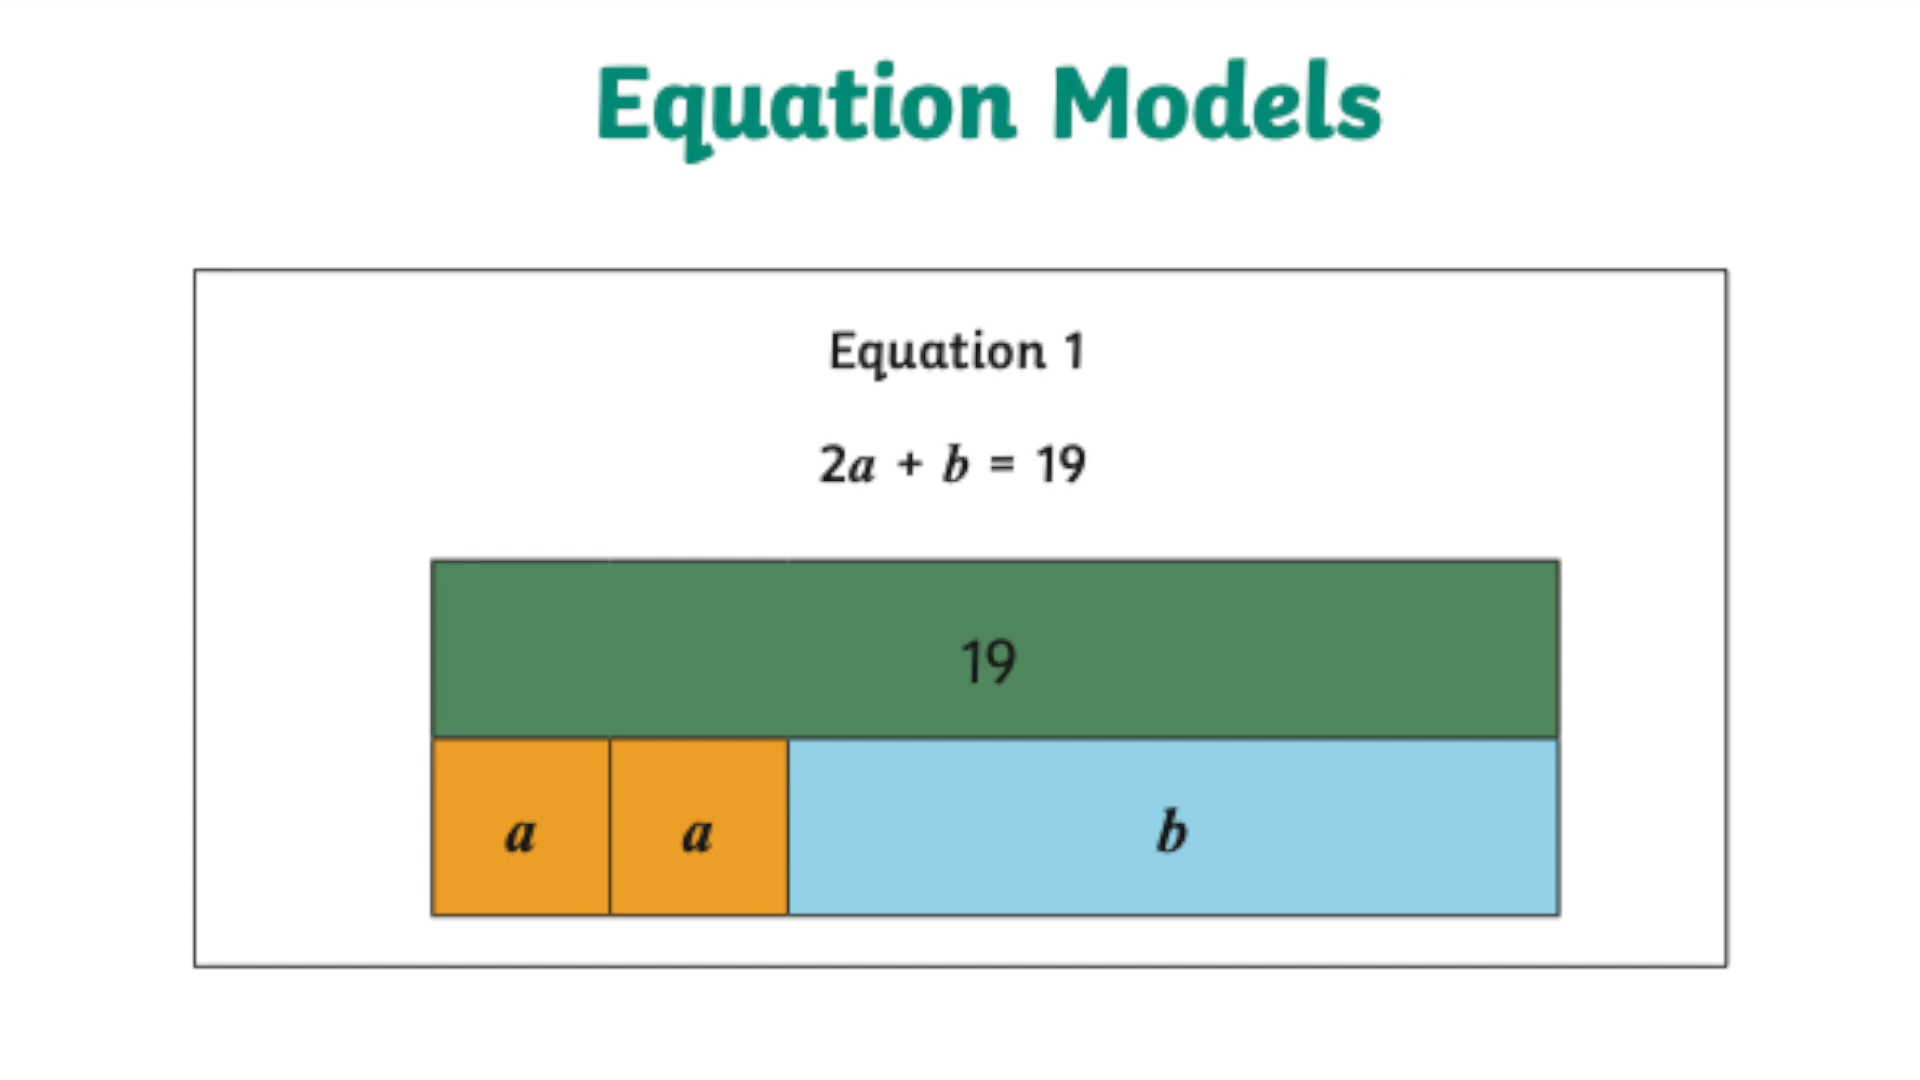 Equation Models
Equation 1
2a + b = 19
19
a a b